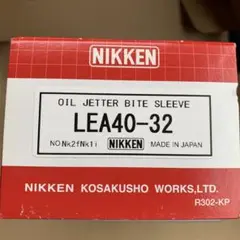 NIKKEN
OIL JETTER BITE SLEEVE
LEA40-32
NO.Nk2fNk1i NIKKEN MADE IN JAPAN
NIKKEN KOSAKUSHO WORKS,LTD.
R302-KP